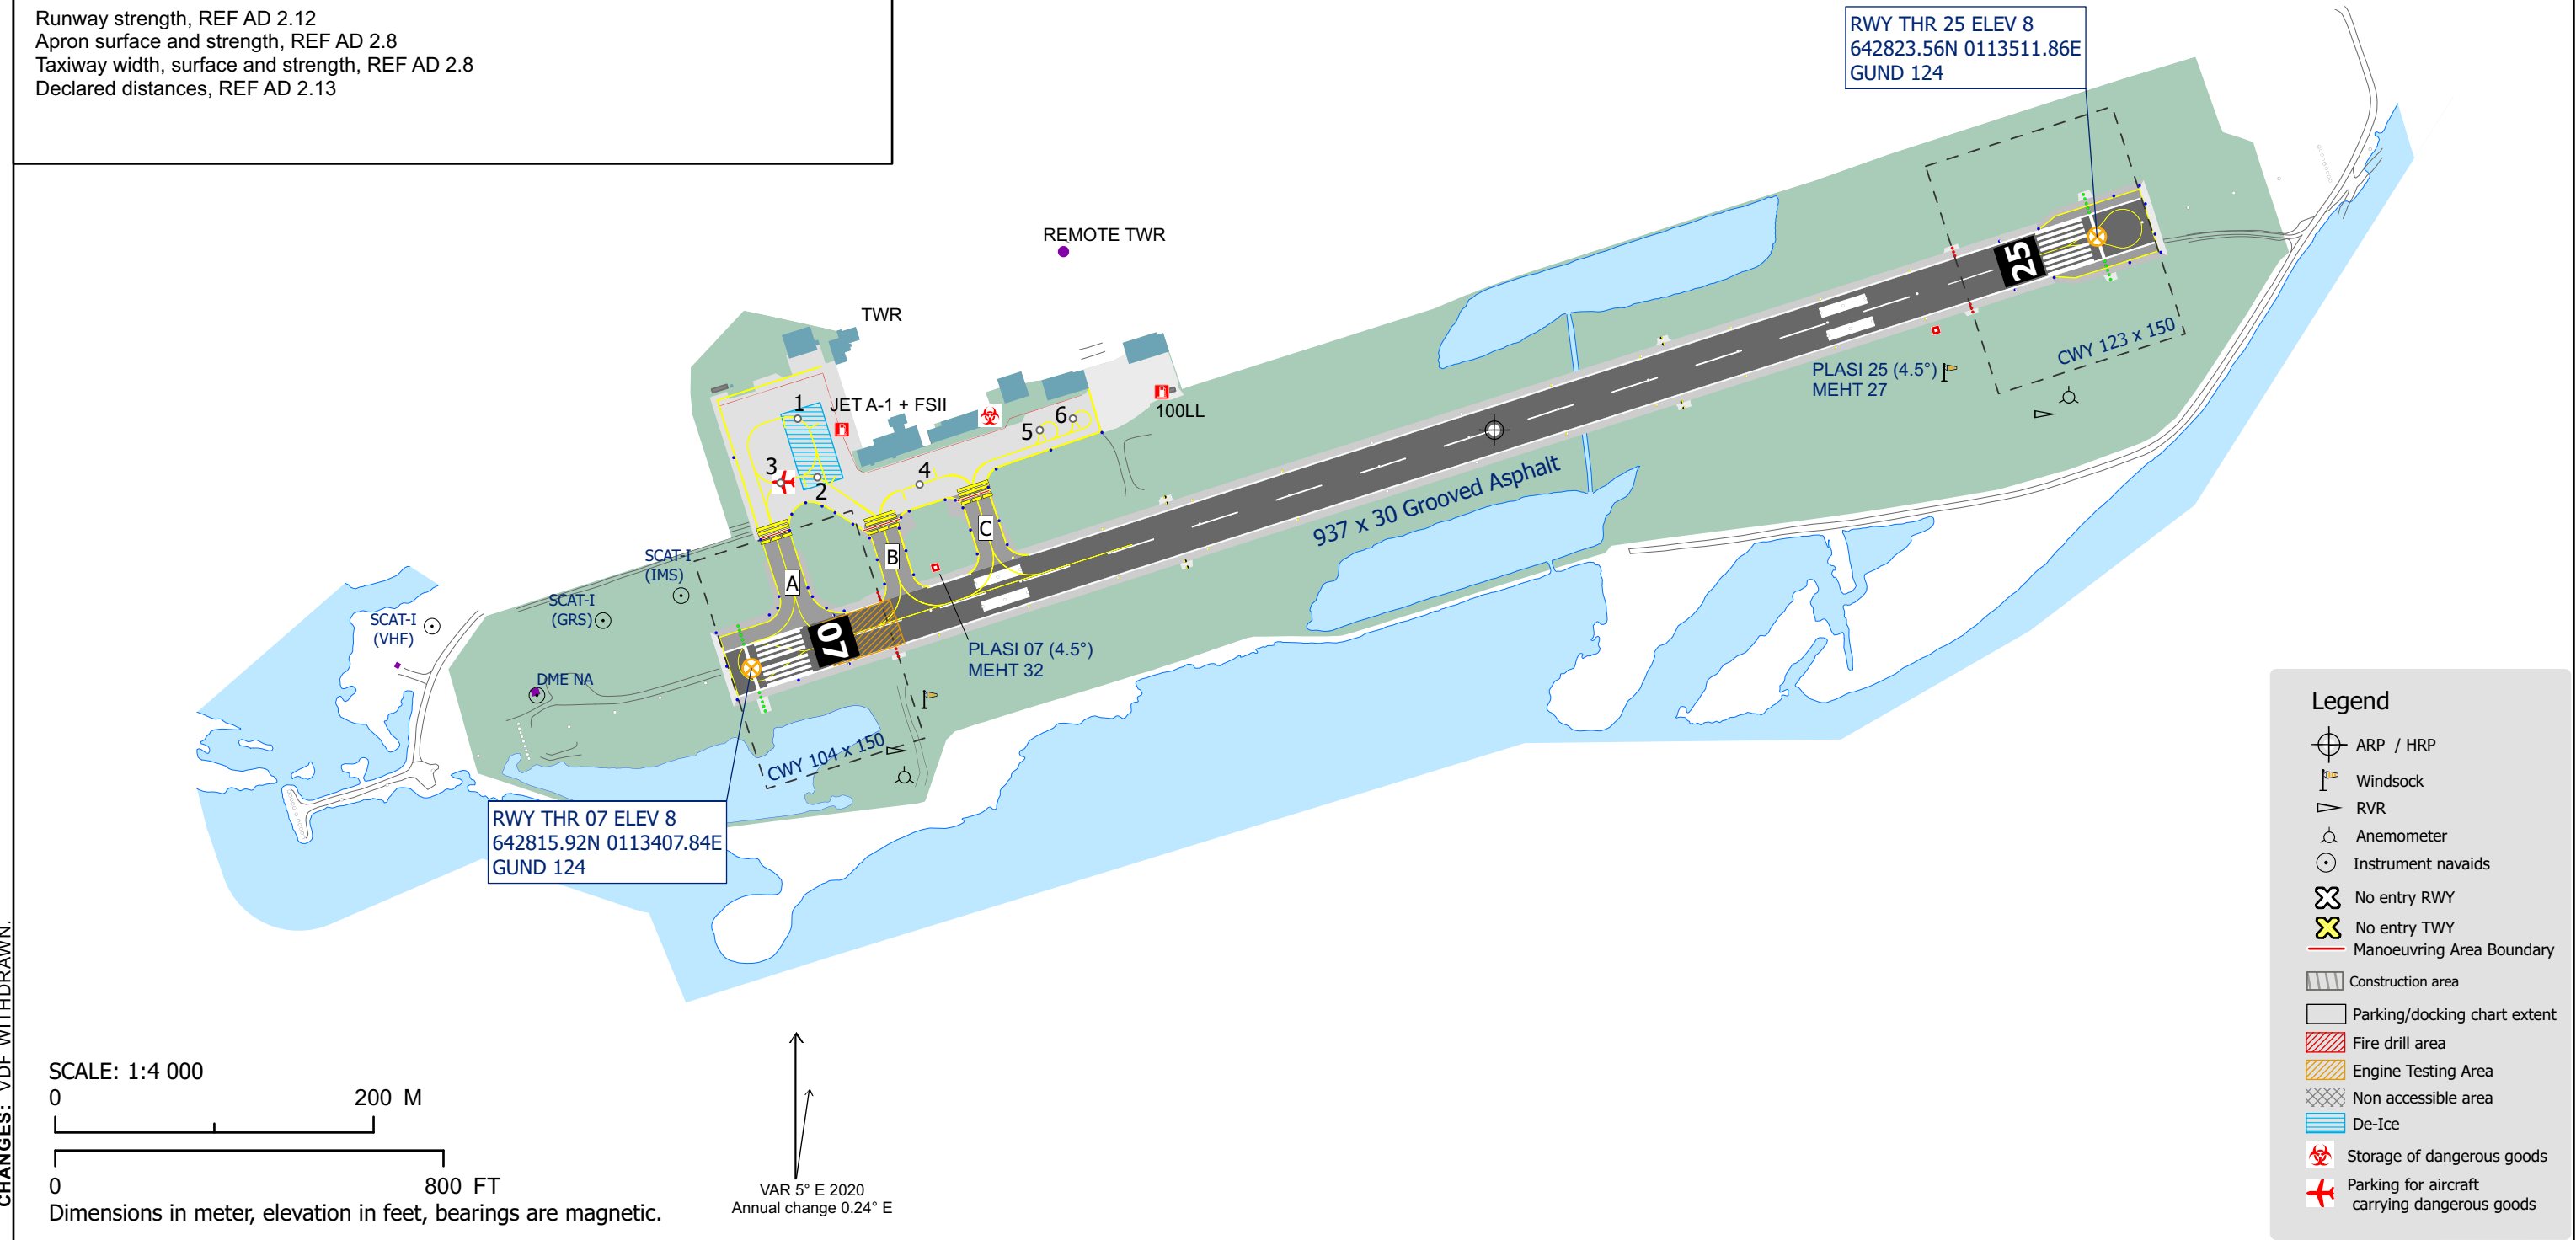 Runway strength, REF AD 2.12
Apron surface and strength, REF AD 2.8
Taxiway width, surface and strength, REF AD 2.8
Declared distances, REF AD 2.13
RWY THR 25 ELEV 8
642823.56N 0113511.86E
GUND 124
REMOTE TWR
TWR
25
CWY 123 x 150
PLASI 25 (4.5°)
MEHT 27
1
JET A-1 + FSII
100LL
6
5
3
4
2
937 x 30 Grooved Asphalt
C
B
A
SCAT-I
(IMS)
SCAT-I
(GRS)
SCAT-I
(VHF)
07
PLASI 07 (4.5°)
MEHT 32
DME NA
CWY 104 x 150
RWY THR 07 ELEV 8
642815.92N 0113407.84E
GUND 124
Legend
ARP / HRP
Windsock
RVR
Anemometer
Instrument navaids
No entry RWY
No entry TWY
Manoeuvring Area Boundary
Construction area
Parking/docking chart extent
Fire drill area
Engine Testing Area
Non accessible area
De-Ice
Storage of dangerous goods
Parking for aircraft
carrying dangerous goods
CHANGES: VDF WITHDRAWN.
SCALE: 1:4 000
0 200 M
0 800 FT
Dimensions in meter, elevation in feet, bearings are magnetic.
VAR 5° E 2020
Annual change 0.24° E